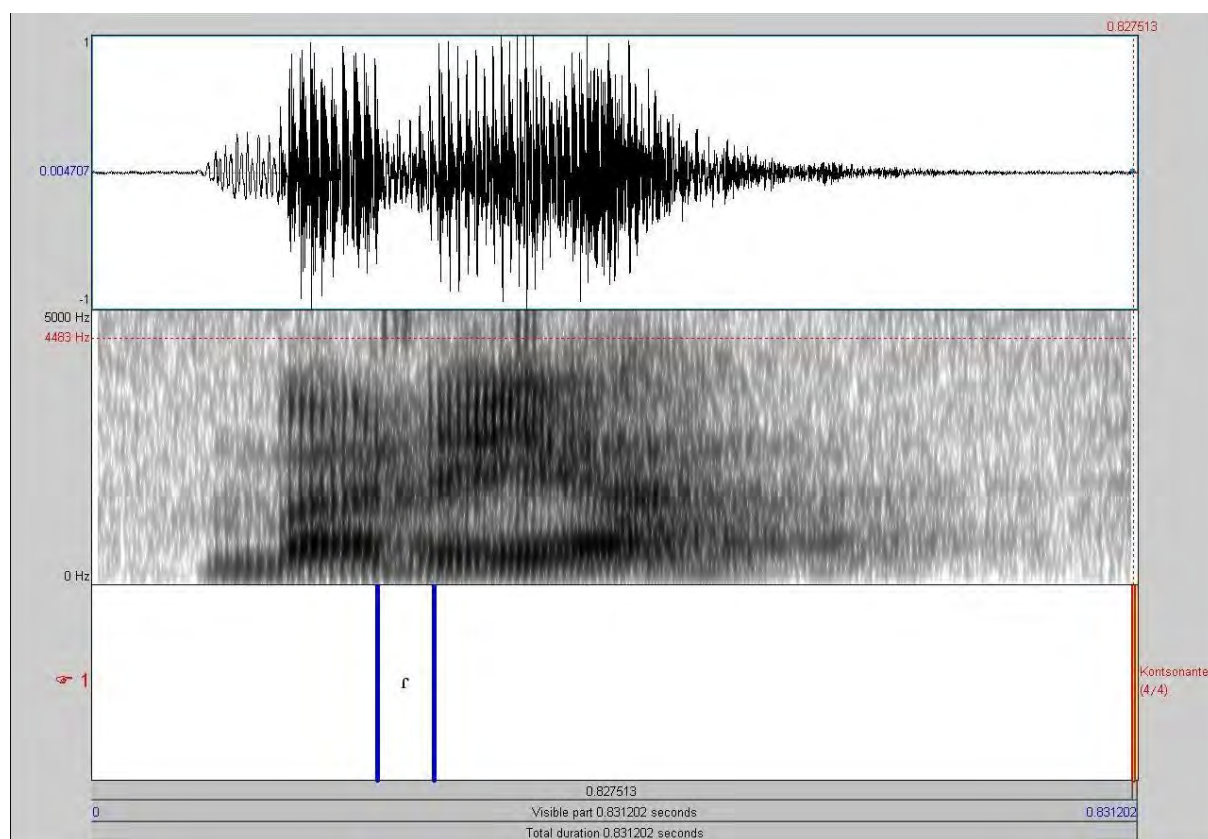 0.827513
1
0.004707
-1
5000 Hz
4483 Hz
0 Hz
☞ 1
ɾ
Kontsonante
(4/4)
0.827513
0 Visible part 0.831202 seconds 0.831202
Total duration 0.831202 seconds